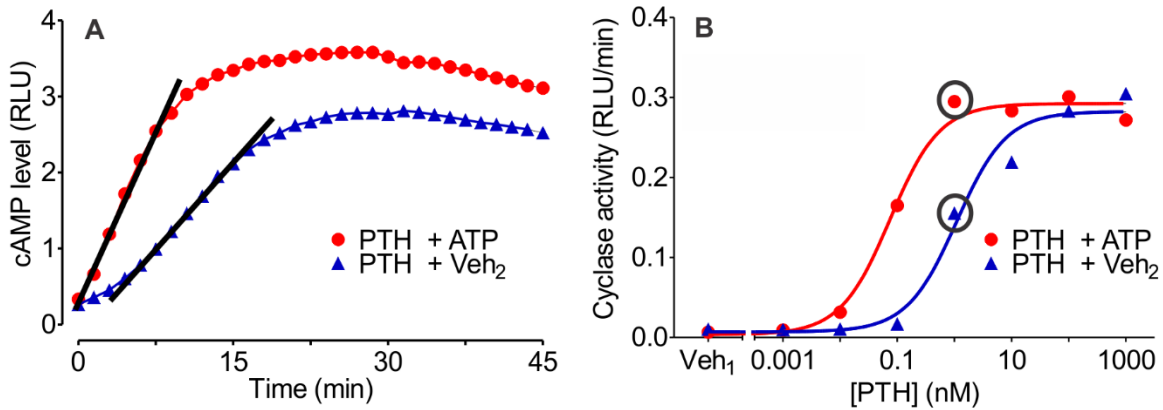 A
cAMP level (RLU)
4
3
2
1
0
PTH + ATP
PTH + Veh₂
0 15 30 45
Time (min)
B
Cyclase activity (RLU/min)
0.4
0.3
0.2
0.1
0.0
PTH + ATP
PTH + Veh₂
Veh₁ 0.001 0.1 10 1000
[PTH] (nM)